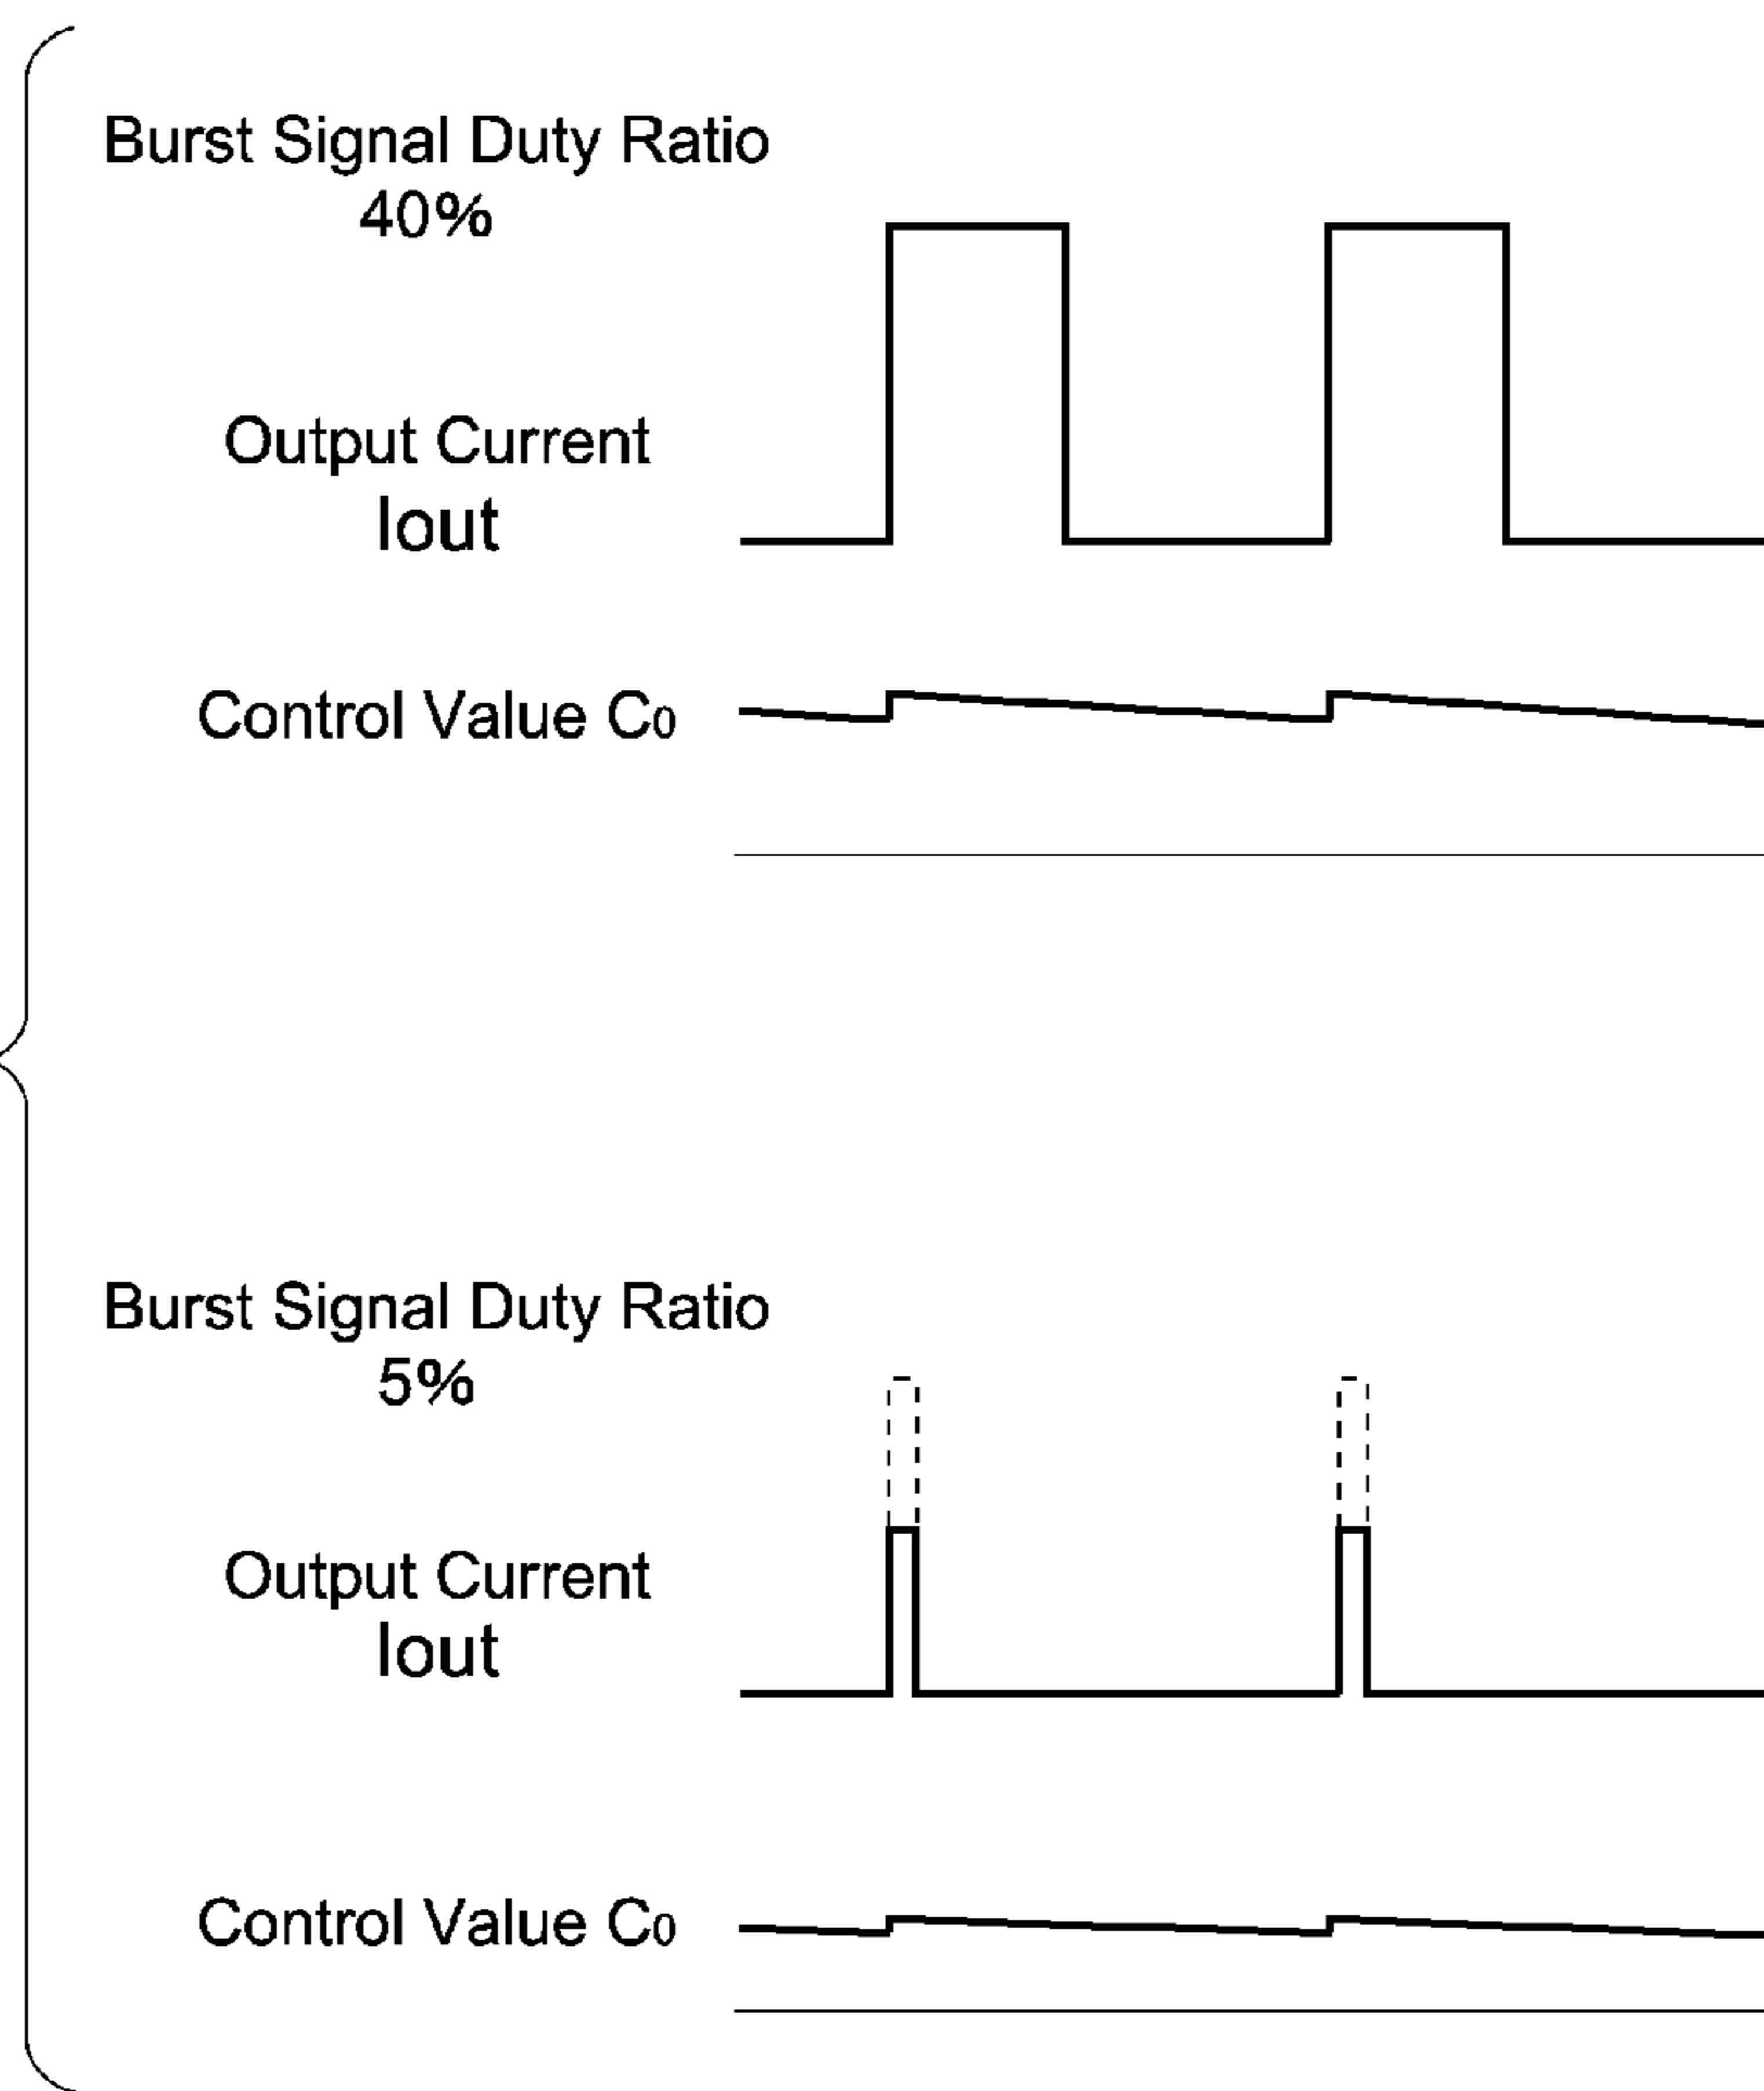 Burst Signal Duty Ratio
40%
Output Current
Iout
Control Value C0
Burst Signal Duty Ratio
5%
Output Current
Iout
Control Value C0